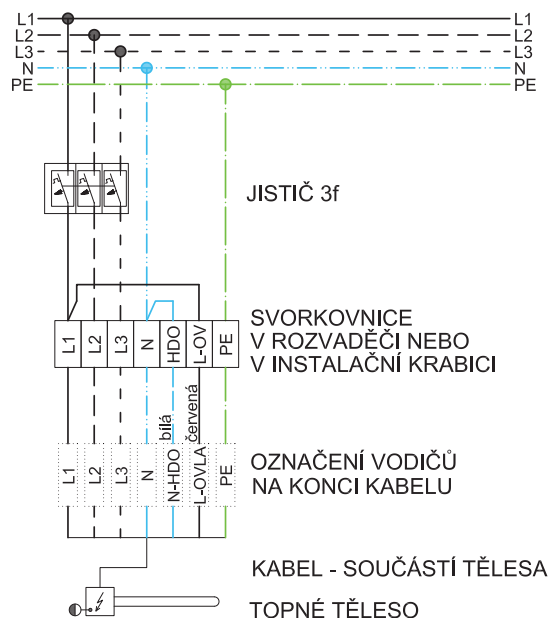 L1 L1
L2 L2
L3 L3
N N
PE PE
JISTIČ 3f
SVORKOVNICE
V ROZVADĚČI NEBO
V INSTALAČNÍ KRABICI
L1 L2 L3 N HDO L-OV PE
bílá červená
OZNAČENÍ VODIČŮ
NA KONCI KABELU
L1 L2 L3 N N-HDO L-OVLA PE
KABEL - SOUČÁSTÍ TĚLESA
TOPNÉ TĚLESO